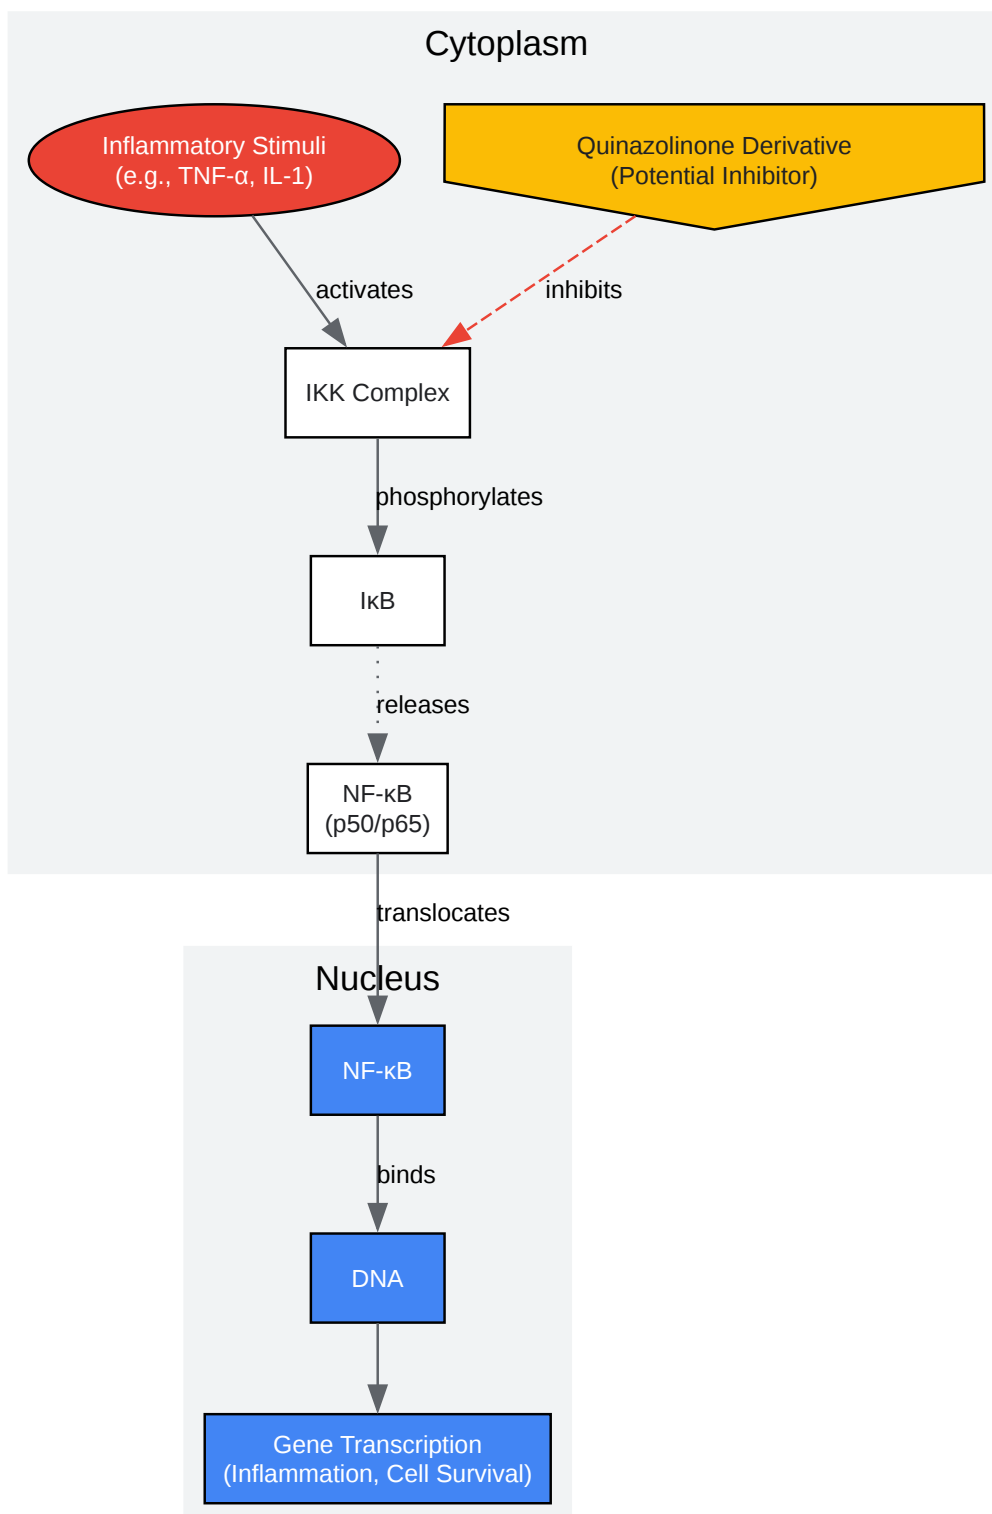 Cytoplasm
Inflammatory Stimuli
(e.g., TNF-α, IL-1)
Quinazolinone Derivative
(Potential Inhibitor)
activates
inhibits
IKK Complex
phosphorylates
IκB
releases
NF-κB
(p50/p65)
translocates
Nucleus
NF-κB
binds
DNA
Gene Transcription
(Inflammation, Cell Survival)